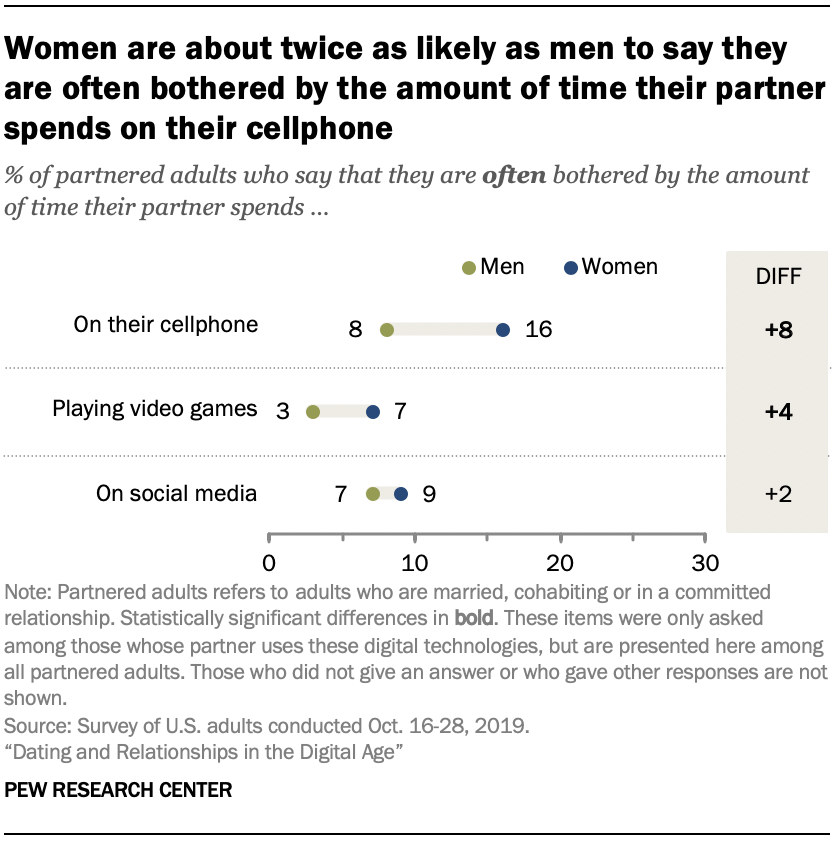 Women are about twice as likely as men to say they
are often bothered by the amount of time their partner
spends on their cellphone
% of partnered adults who say that they are often bothered by the amount
of time their partner spends ...
Men Women DIFF
On their cellphone 8 16 +8
Playing video games 3 7 +4
On social media 7 9 +2
0 10 20 30
Note: Partnered adults refers to adults who are married, cohabiting or in a committed
relationship. Statistically significant differences in bold. These items were only asked
among those whose partner uses these digital technologies, but are presented here among
all partnered adults. Those who did not give an answer or who gave other responses are not
shown.
Source: Survey of U.S. adults conducted Oct. 16-28, 2019.
“Dating and Relationships in the Digital Age”
PEW RESEARCH CENTER